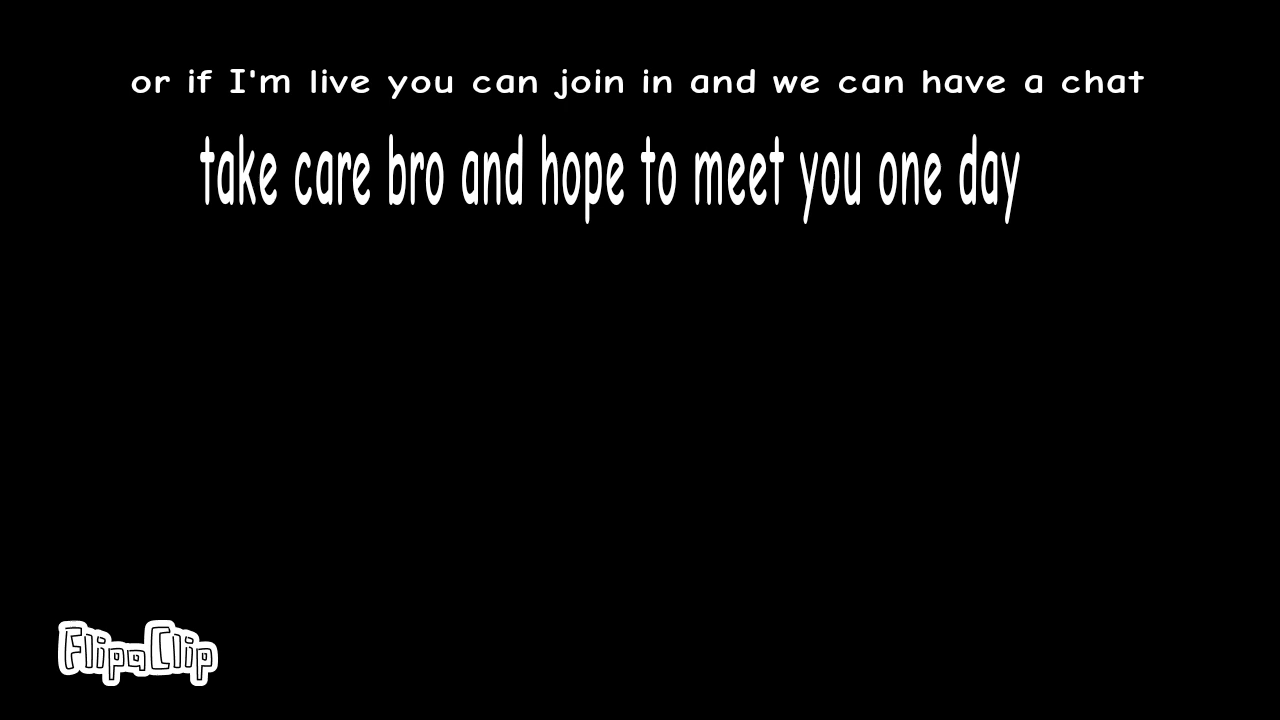 or if I'm live you can join in and we can have a chat
take care bro and hope to meet you one day
FlipaClip